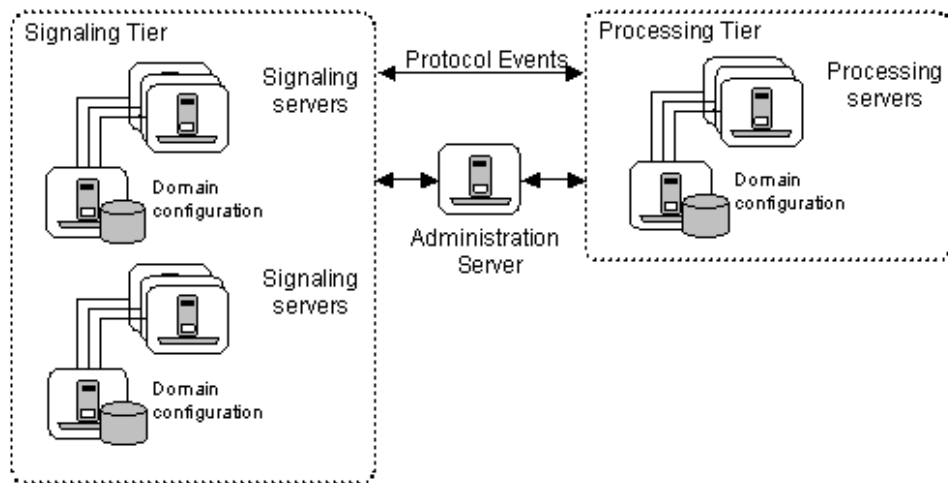 Signaling Tier
Signaling
servers
Domain
configuration
Signaling
servers
Domain
configuration
Protocol Events
Administration
Server
Processing Tier
Processing
servers
Domain
configuration